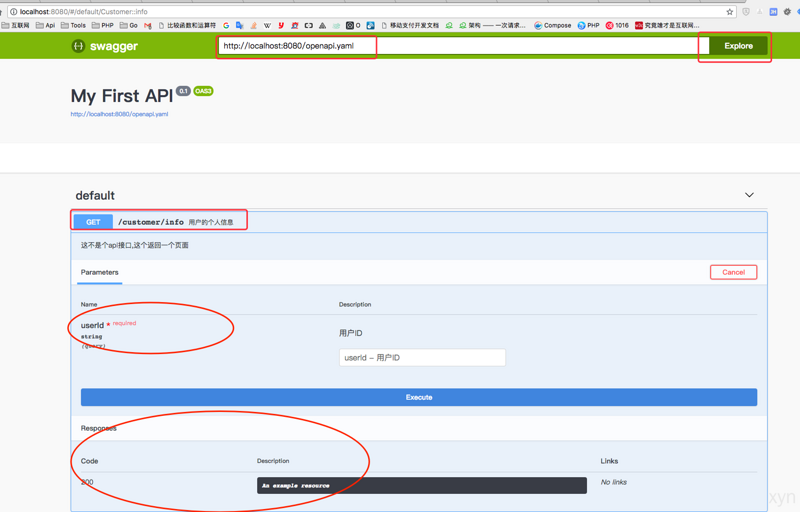 localhost:8080/#/default/Customer::info
互联网 Api Tools PHP Go 比较函数和运算符 移动支付开发文档 架构 —— 一次请求... Compose PHP 1016 究竟啥才是互联网...
swagger http://localhost:8080/openapi.yaml Explore
My First API 0.1 OAS3
http://localhost:8080/openapi.yaml
default
GET /customer/info 用户的个人信息
这不是个api接口,这个返回一个页面
Parameters Cancel
Name Description
userId * required 用户ID
string
(query)
userId - 用户ID
Execute
Responses
Code Description Links
200 An example resource No links
xyn